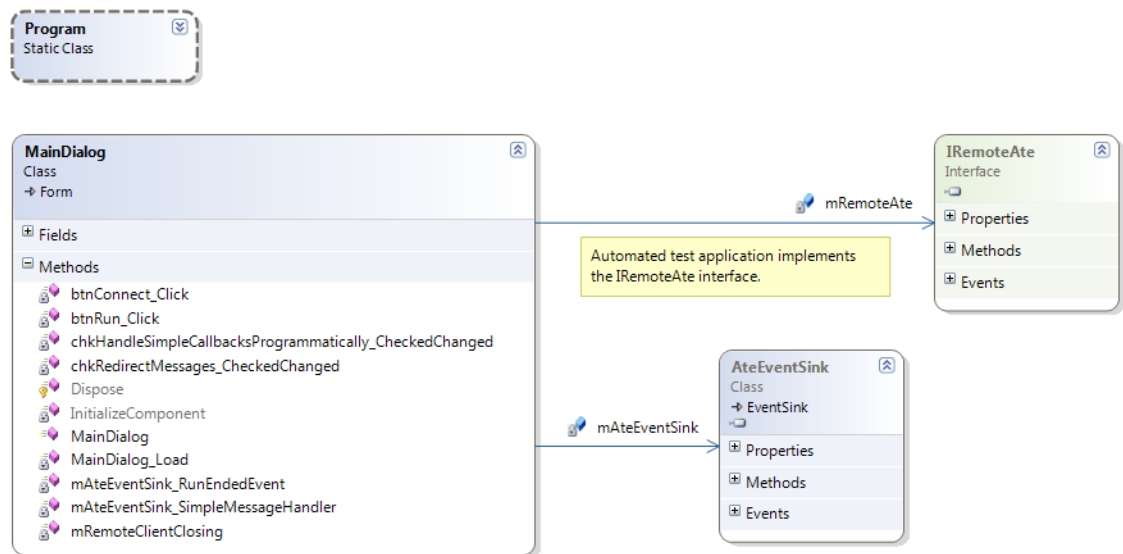 Program
Static Class
MainDialog
Class
Form
Fields
Methods
btnConnect_Click
btnRun_Click
chkHandleSimpleCallbacksProgrammatically_CheckedChanged
chkRedirectMessages_CheckedChanged
Dispose
InitializeComponent
MainDialog
MainDialog_Load
mAteEventSink_RunEndedEvent
mAteEventSink_SimpleMessageHandler
mRemoteClientClosing
mRemoteAte
Automated test application implements
the IRemoteAte interface.
IRemoteAte
Interface
Properties
Methods
Events
mAteEventSink
AteEventSink
Class
EventSink
Properties
Methods
Events